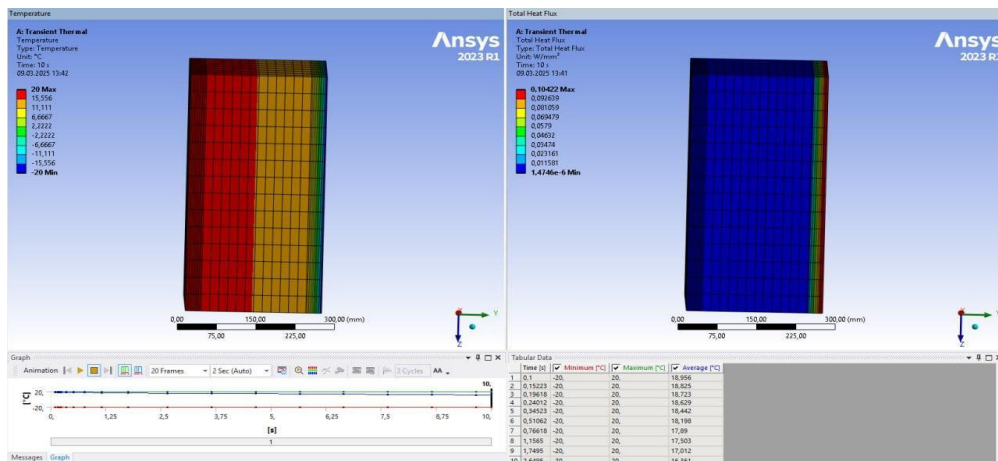 Temperature
A: Transient Thermal
Temperature
Type: Temperature
Unit: °C
Time: 10 s
09.03.2025 13:42
20 Max
15,556
11,111
6,6667
2,2222
-2,2222
-6,6667
-11,111
-15,556
-20 Min
Ansys
2023 R1
0,00
150,00
300,00 (mm)
75,00
225,00
Y
Z
Total Heat Flux
A: Transient Thermal
Total Heat Flux
Type: Total Heat Flux
Unit: W/mm²
Time: 10 s
09.03.2025 13:41
0,10422 Max
0,092639
0,081059
0,069479
0,0579
0,04632
0,03474
0,023161
0,011581
1,4746e-6 Min
Ansys
2023 R1
0,00
150,00
300,00 (mm)
75,00
225,00
Y
Z
Graph
Animation 20 Frames 2 Sec (Auto) 3 Cycles AA
10,
[°C]
20,
-20,
0, 1,25 2,5 3,75 5, 6,25 7,5 8,75 10,
[s]
1
Messages Graph
Tabular Data
Time [s] Minimum [°C] Maximum [°C] Average [°C]
1 0,1 -20, 20, 18,956
2 0,15223 -20, 20, 18,825
3 0,19618 -20, 20, 18,723
4 0,24012 -20, 20, 18,629
5 0,34523 -20, 20, 18,442
6 0,51062 -20, 20, 18,198
7 0,76618 -20, 20, 17,89
8 1,1565 -20, 20, 17,503
9 1,7495 -20, 20, 17,012
10 2,6495 -20, 20, 16,361